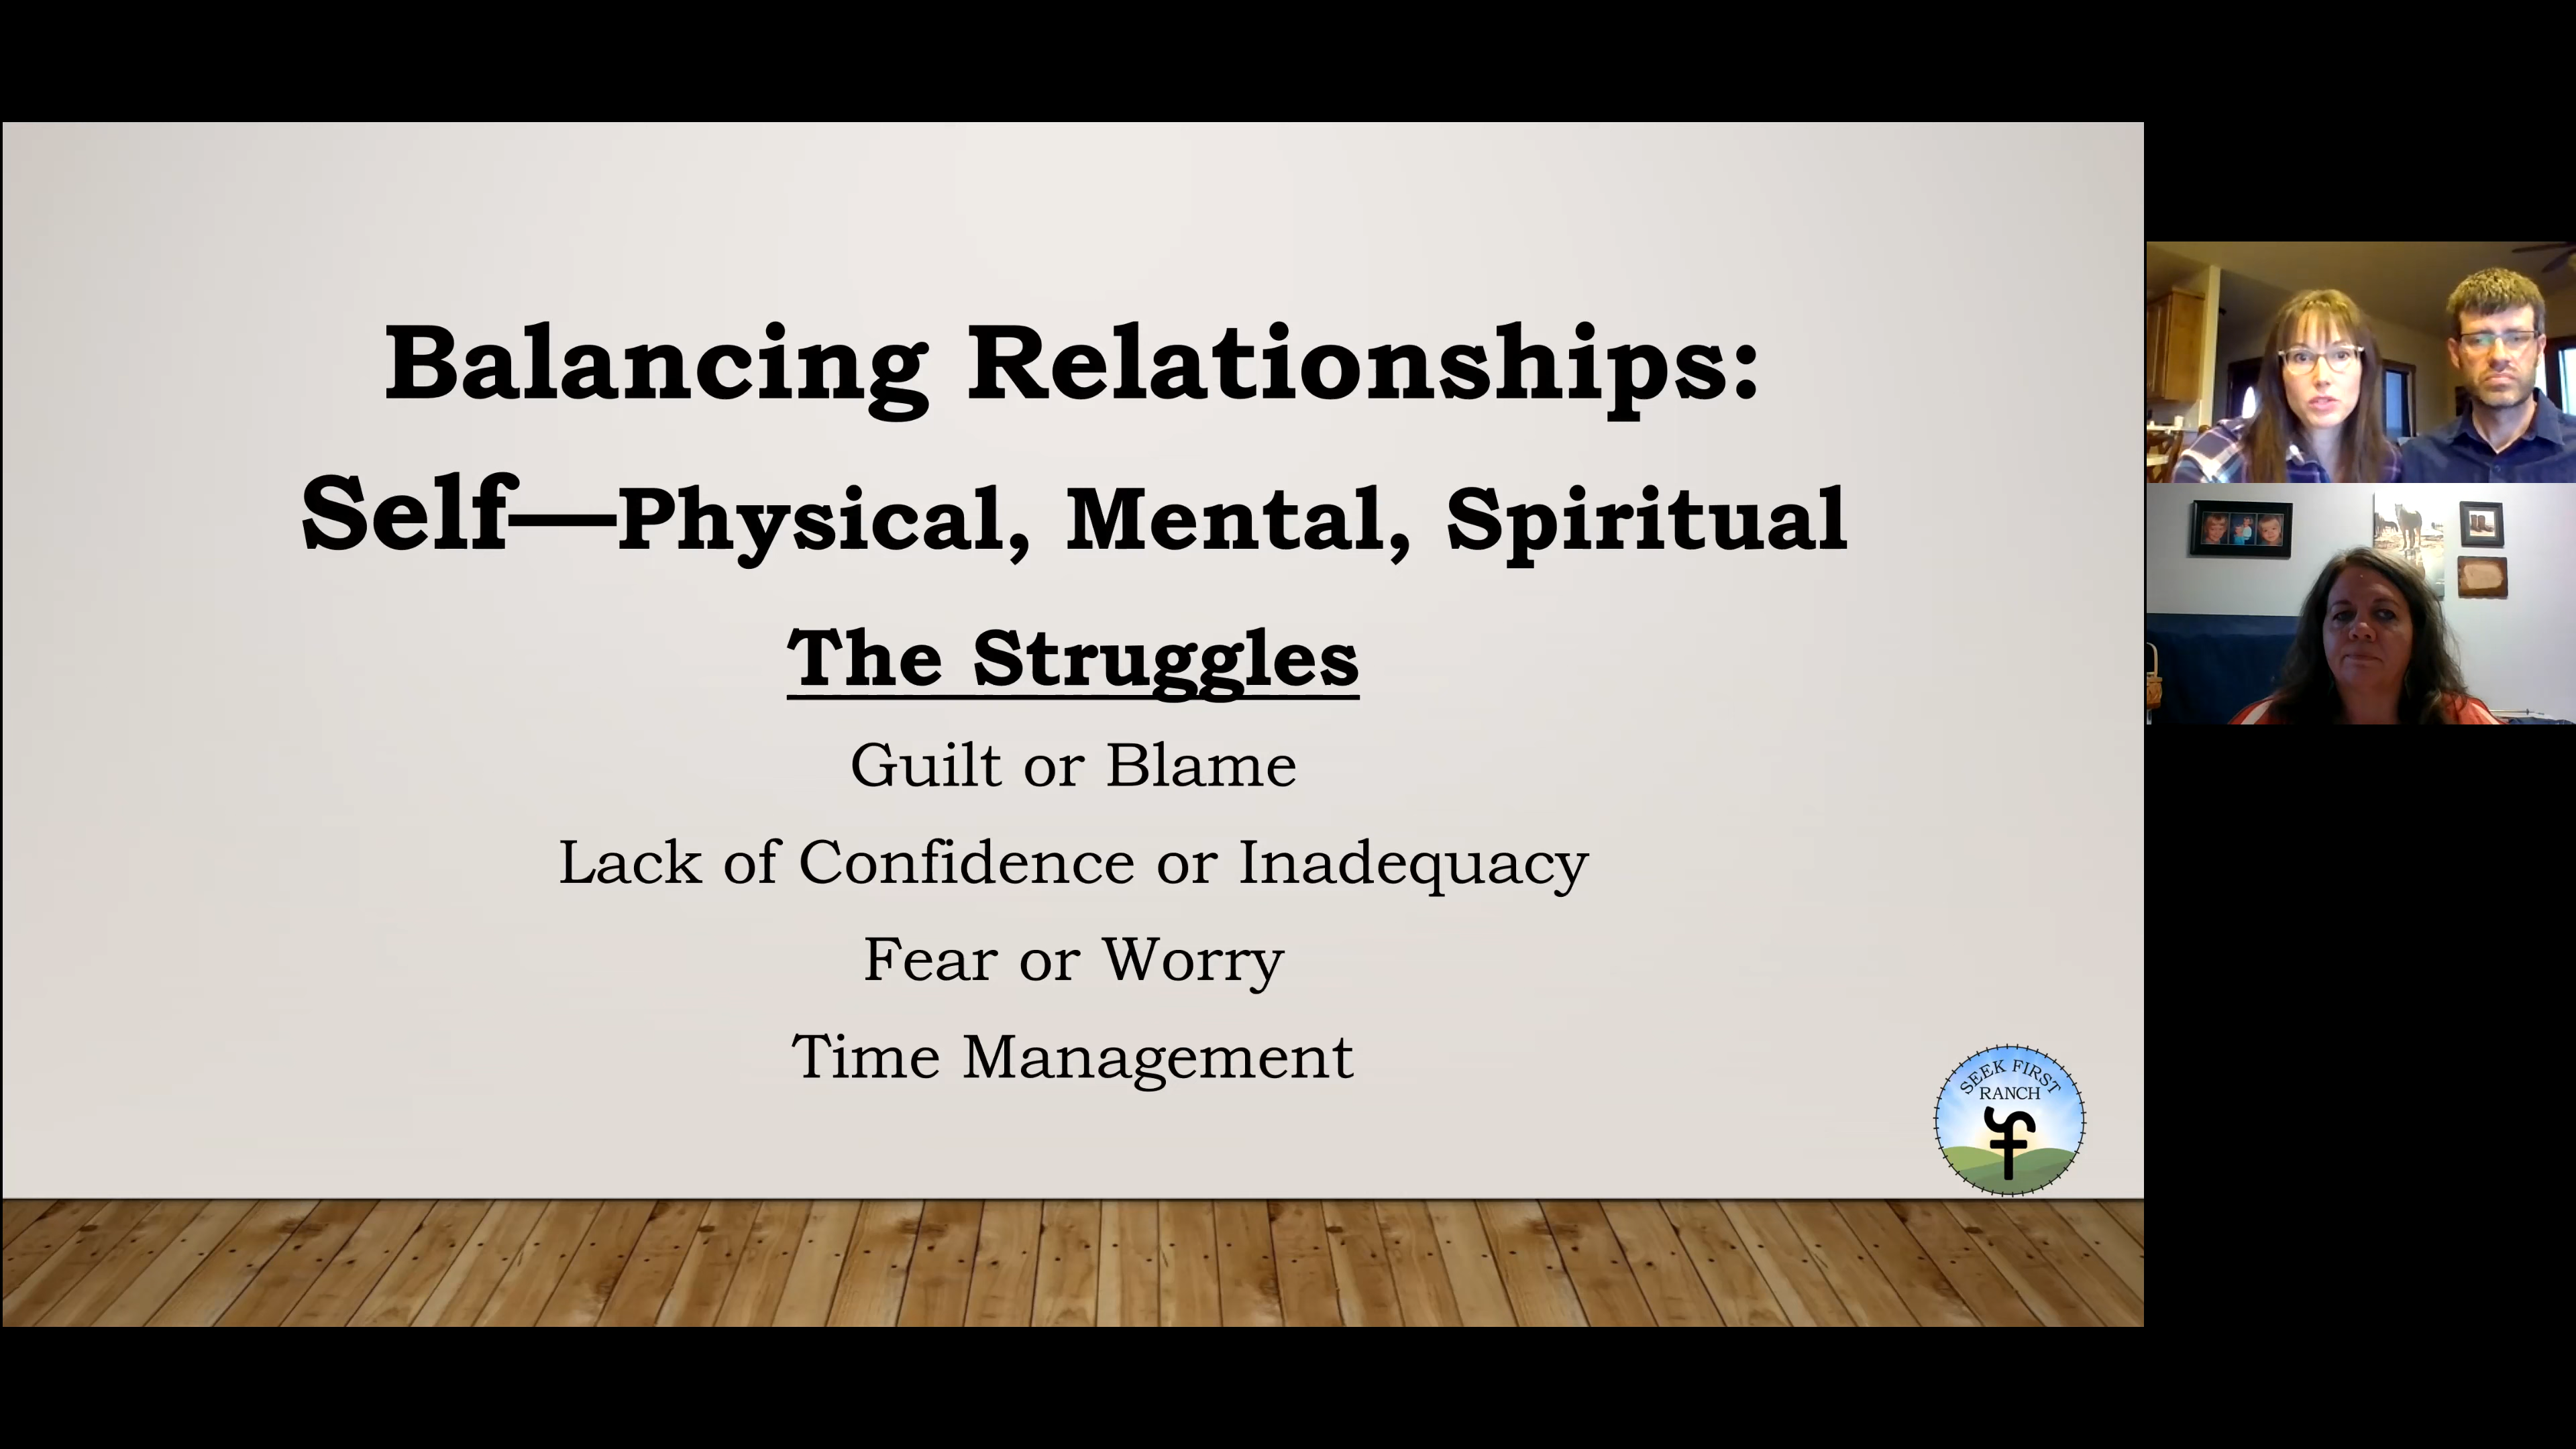 Balancing Relationships:
Self—Physical, Mental, Spiritual
The Struggles
Guilt or Blame
Lack of Confidence or Inadequacy
Fear or Worry
Time Management
SEEK FIRST
RANCH